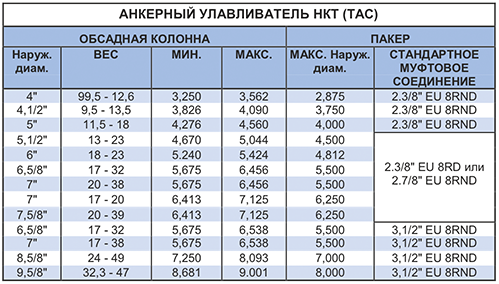 АНКЕРНЫЙ УЛАВЛИВАТЕЛЬ НКТ (ТАС)
ОБСАДНАЯ КОЛОННА ПАКЕР
Наруж. диам. ВЕС МИН. МАКС. МАКС. Наруж. диам. СТАНДАРТНОЕ МУФТОВОЕ СОЕДИНЕНИЕ
4" 99,5 - 12,6 3,250 3,562 2,875 2.3/8" EU 8RND
4,1/2" 9,5 - 13,5 3,826 4,090 3,750 2.3/8" EU 8RND
5" 11,5 - 18 4,276 4,560 4,000 2.3/8" EU 8RND
5,1/2" 13 - 23 4,670 5,044 4,500
6" 18 - 23 5.240 5,424 4,812
6,5/8" 17 - 32 5,675 6,456 5,500 2.3/8" EU 8RD или
7" 20 - 38 5,675 6,456 5,500 2.7/8" EU 8RND
7" 17 - 20 6,413 7,125 6,250
7,5/8" 20 - 39 6,413 7,125 6,250
6,5/8" 17 - 32 5,675 6,538 5,500 3,1/2" EU 8RND
7" 17 - 38 5,675 6,538 5,500 3,1/2" EU 8RND
8,5/8" 24 - 49 7,250 8,093 7,000 3,1/2" EU 8RND
9,5/8" 32,3 - 47 8,681 9.001 8,000 3,1/2" EU 8RND